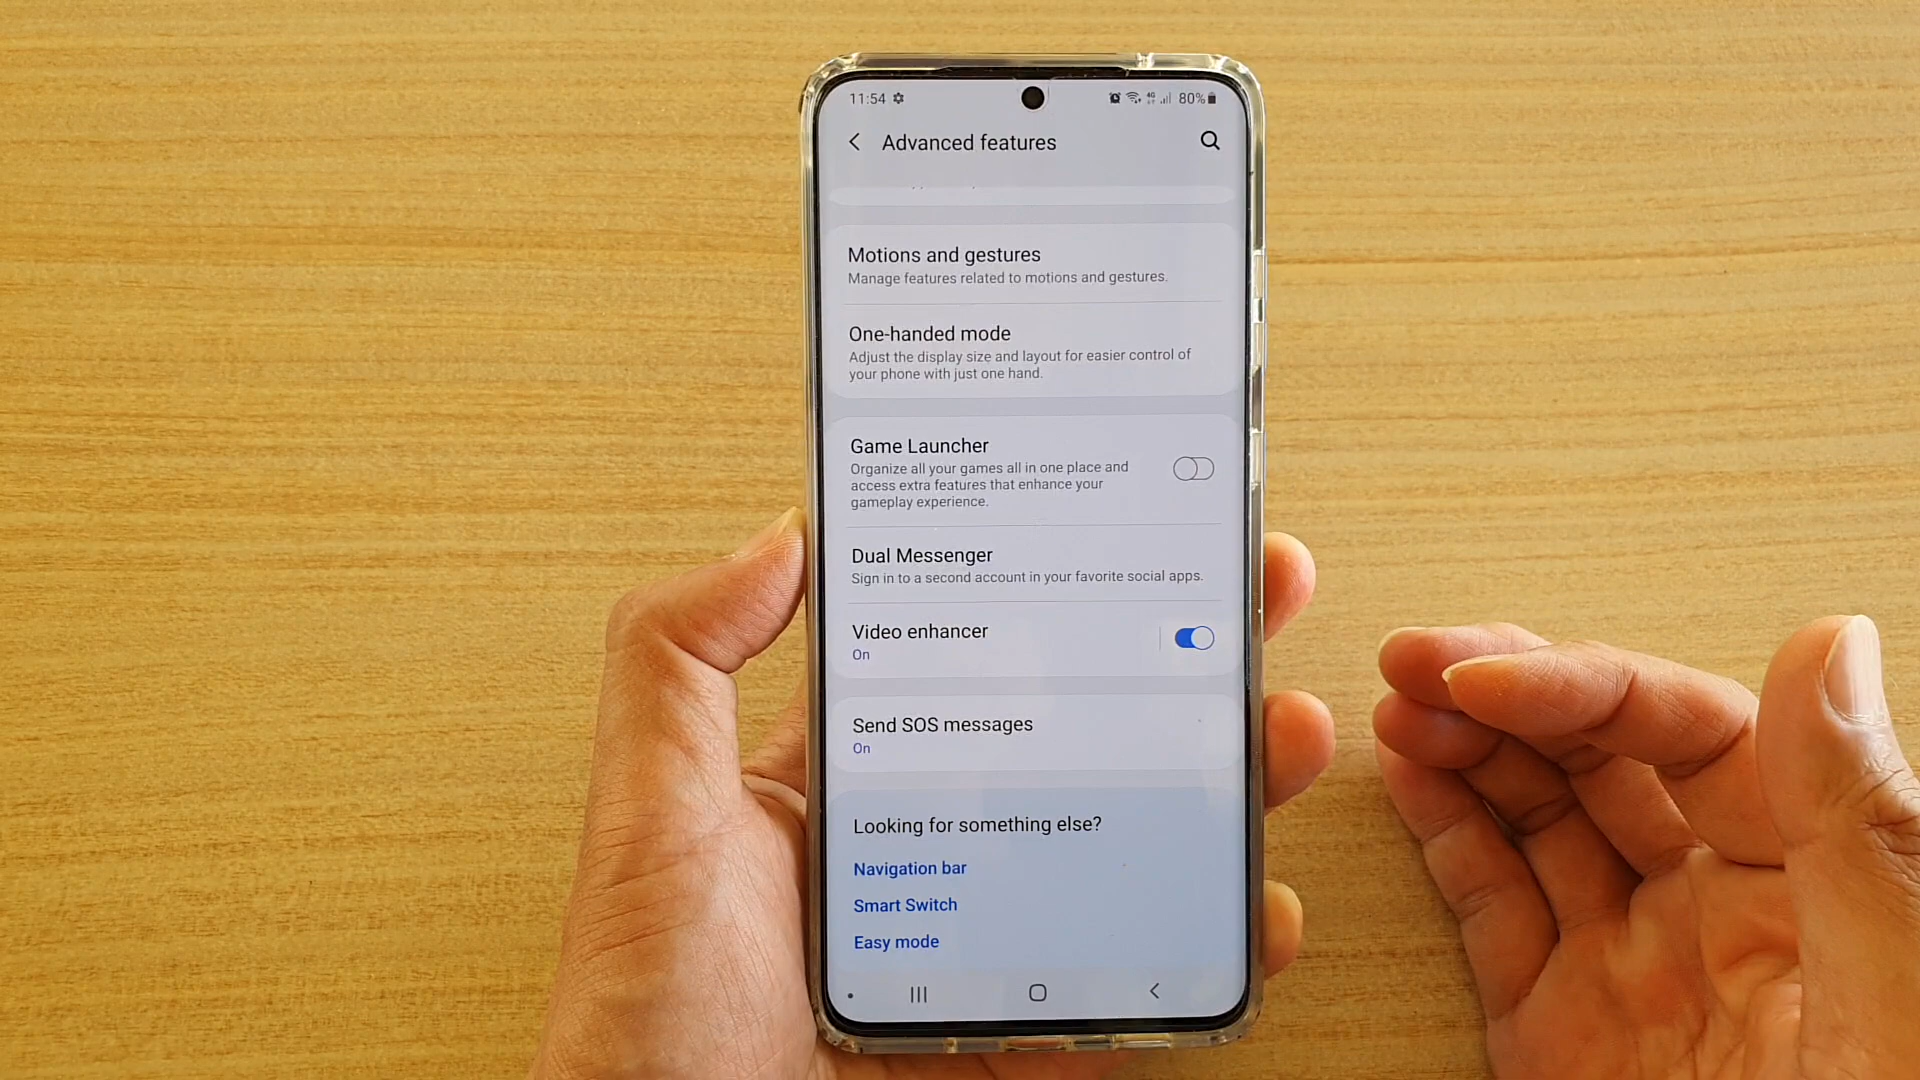 11:54
4G 80%
Advanced features
Motions and gestures
Manage features related to motions and gestures.
One-handed mode
Adjust the display size and layout for easier control of
your phone with just one hand.
Game Launcher
Organize all your games all in one place and
access extra features that enhance your
gameplay experience.
Dual Messenger
Sign in to a second account in your favorite social apps.
Video enhancer
On
Send SOS messages
On
Looking for something else?
Navigation bar
Smart Switch
Easy mode